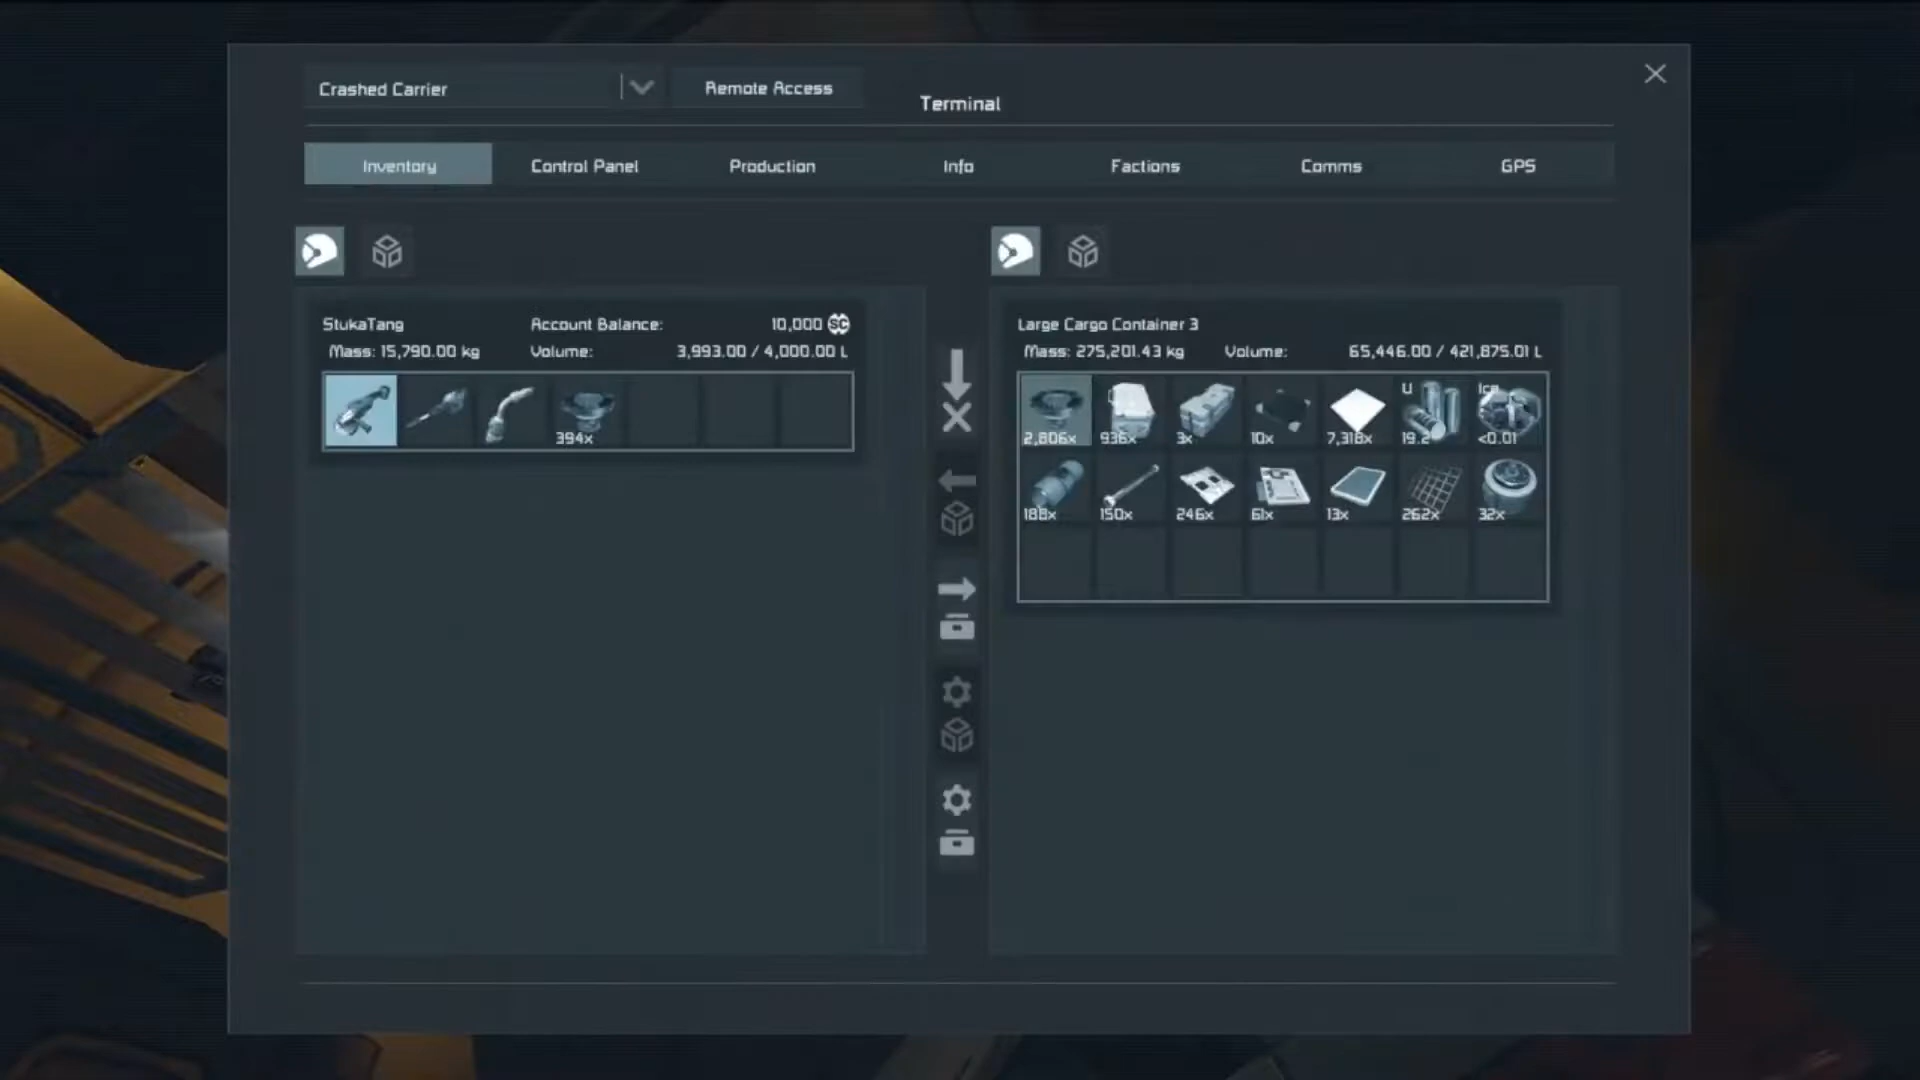 Crashed Carrier
Remote Access
Terminal
Inventory
Control Panel
Production
Info
Factions
Comms
GPS
StukaTang
Account Balance:
10,000 SC
Mass: 15,790.00 kg
Volume:
3,993.00 / 4,000.00 L
394x
Large Cargo Container 3
Mass: 275,201.43 kg
Volume:
65,446.00 / 421,875.01 L
U
Ice
2,806x
936x
3x
10x
7,318x
19.2
<0.01
188x
150x
246x
61x
13x
262x
32x